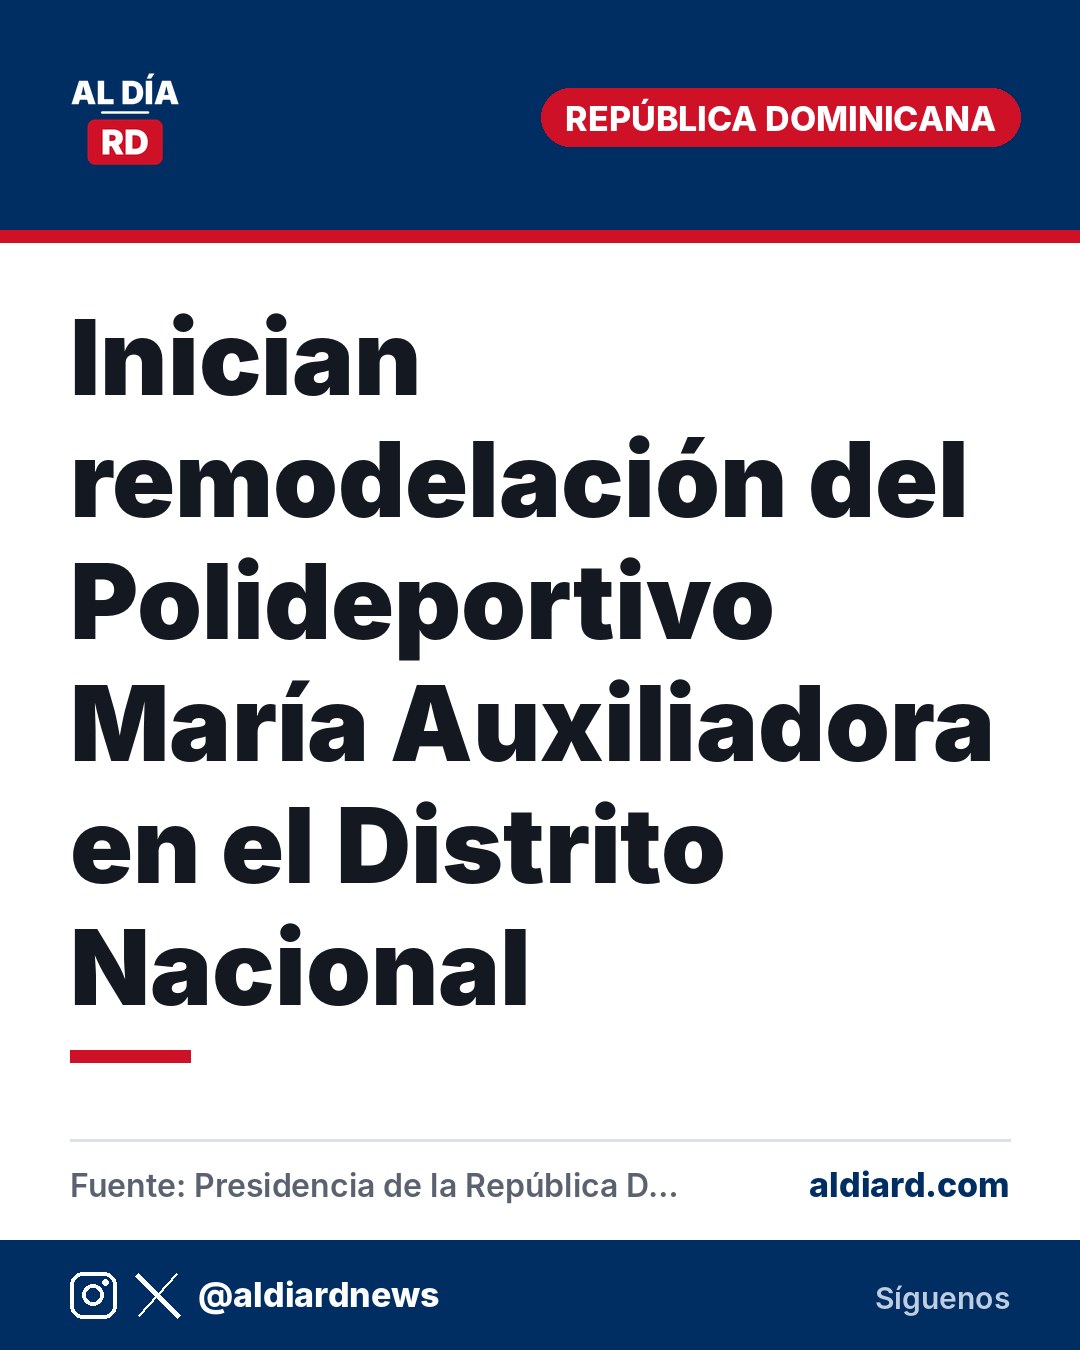 AL DÍA
RD
REPÚBLICA DOMINICANA
Inician
remodelación del
Polideportivo
María Auxiliadora
en el Distrito
Nacional
Fuente: Presidencia de la República D...
aldiard.com
@aldiardnews
Síguenos